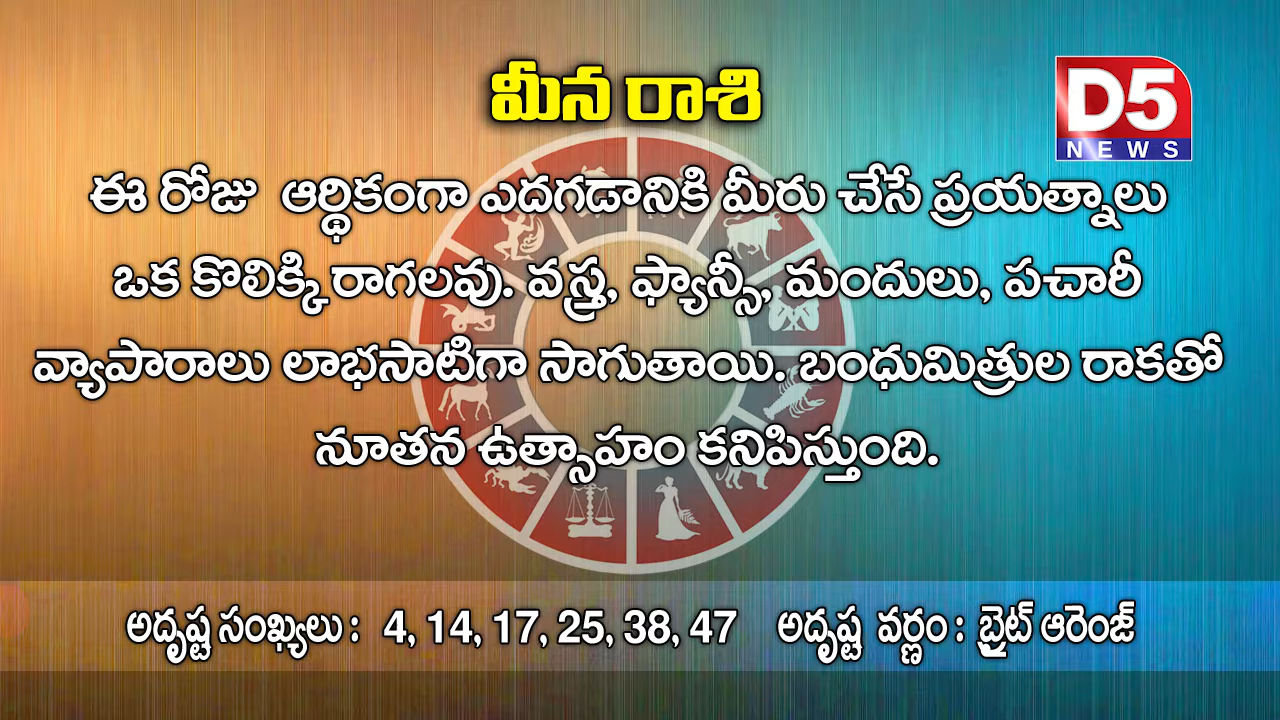 మీన రాశి
D5
NEWS
ఈ రోజు ఆర్థికంగా ఎదగడానికి మీరు చేసే ప్రయత్నాలు
ఒక కొలిక్కి రాగలవు. వస్త్ర, ఫ్యాన్సీ, మందులు, పచారీ
వ్యాపారాలు లాభసాటిగా సాగుతాయి. బంధుమిత్రుల రాకతో
నూతన ఉత్సాహం కనిపిస్తుంది.
అదృష్ట సంఖ్యలు : 4, 14, 17, 25, 38, 47 అదృష్ట వర్ణం : బ్రైట్ ఆరెంజ్